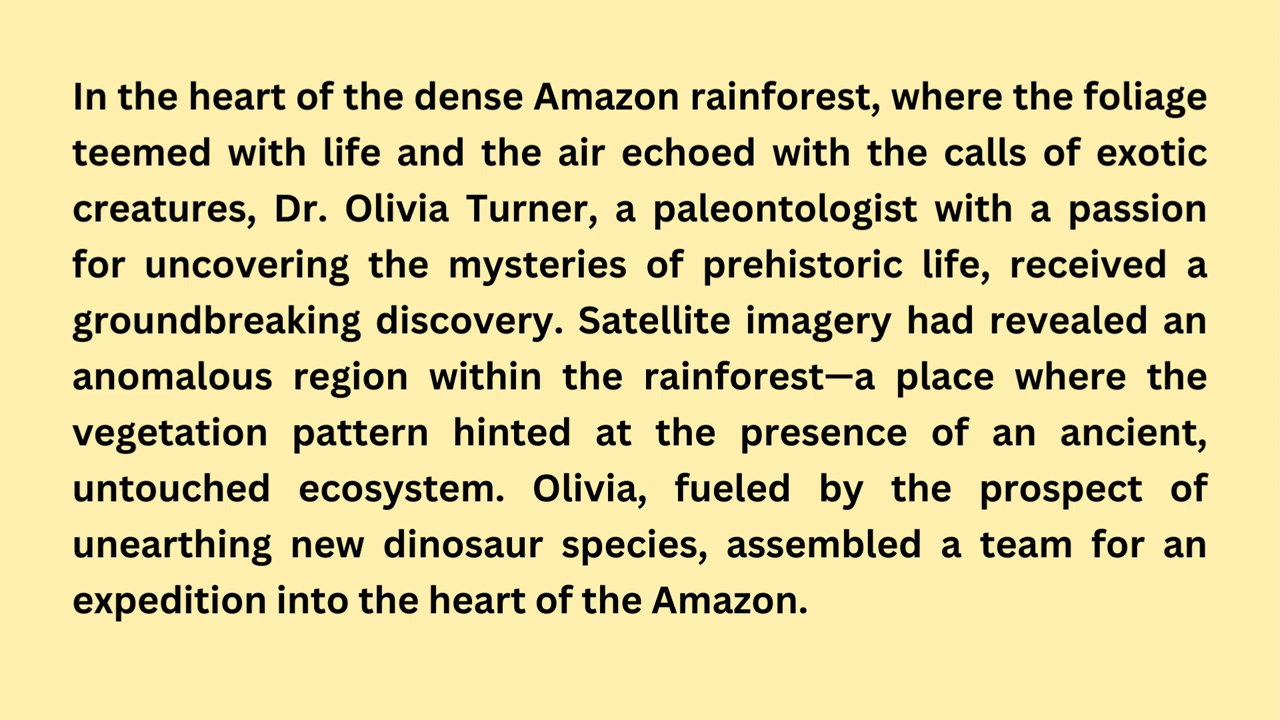 In the heart of the dense Amazon rainforest, where the foliage
teemed with life and the air echoed with the calls of exotic
creatures, Dr. Olivia Turner, a paleontologist with a passion
for uncovering the mysteries of prehistoric life, received a
groundbreaking discovery. Satellite imagery had revealed an
anomalous region within the rainforest—a place where the
vegetation pattern hinted at the presence of an ancient,
untouched ecosystem. Olivia, fueled by the prospect of
unearthing new dinosaur species, assembled a team for an
expedition into the heart of the Amazon.